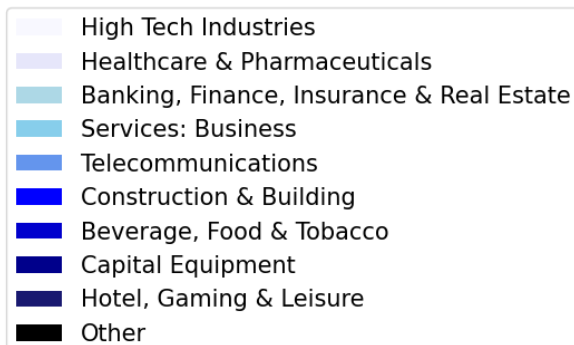 High Tech Industries
Healthcare & Pharmaceuticals
Banking, Finance, Insurance & Real Estate
Services: Business
Telecommunications
Construction & Building
Beverage, Food & Tobacco
Capital Equipment
Hotel, Gaming & Leisure
Other